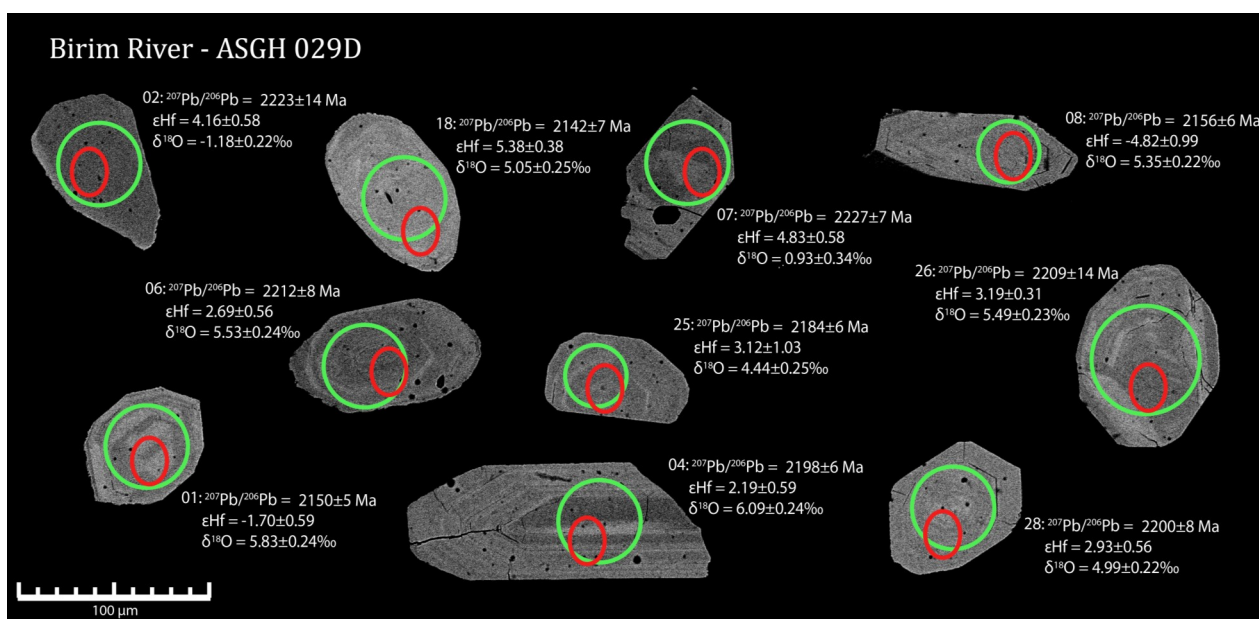 Birim River - ASGH 029D
02: ²⁰⁷Pb/²⁰⁶Pb = 2223±14 Ma
εHf = 4.16±0.58
δ¹⁸O = -1.18±0.22‰
18: ²⁰⁷Pb/²⁰⁶Pb = 2142±7 Ma
εHf = 5.38±0.38
δ¹⁸O = 5.05±0.25‰
07: ²⁰⁷Pb/²⁰⁶Pb = 2227±7 Ma
εHf = 4.83±0.58
δ¹⁸O = 0.93±0.34‰
08: ²⁰⁷Pb/²⁰⁶Pb = 2156±6 Ma
εHf = -4.82±0.99
δ¹⁸O = 5.35±0.22‰
06: ²⁰⁷Pb/²⁰⁶Pb = 2212±8 Ma
εHf = 2.69±0.56
δ¹⁸O = 5.53±0.24‰
25: ²⁰⁷Pb/²⁰⁶Pb = 2184±6 Ma
εHf = 3.12±1.03
δ¹⁸O = 4.44±0.25‰
26: ²⁰⁷Pb/²⁰⁶Pb = 2209±14 Ma
εHf = 3.19±0.31
δ¹⁸O = 5.49±0.23‰
01: ²⁰⁷Pb/²⁰⁶Pb = 2150±5 Ma
εHf = -1.70±0.59
δ¹⁸O = 5.83±0.24‰
04: ²⁰⁷Pb/²⁰⁶Pb = 2198±6 Ma
εHf = 2.19±0.59
δ¹⁸O = 6.09±0.24‰
28: ²⁰⁷Pb/²⁰⁶Pb = 2200±8 Ma
εHf = 2.93±0.56
δ¹⁸O = 4.99±0.22‰
100 µm